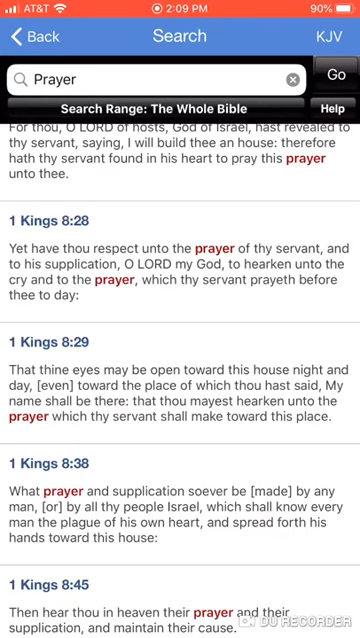 AT&T
2:09 PM
90%
Back
Search
KJV
Prayer
Go
Search Range: The Whole Bible
Help
For thou, O LORD of hosts, God of Israel, hast revealed to
thy servant, saying, I will build thee an house: therefore
hath thy servant found in his heart to pray this prayer
unto thee.
1 Kings 8:28
Yet have thou respect unto the prayer of thy servant, and
to his supplication, O LORD my God, to hearken unto the
cry and to the prayer, which thy servant prayeth before
thee to day:
1 Kings 8:29
That thine eyes may be open toward this house night and
day, [even] toward the place of which thou hast said, My
name shall be there: that thou mayest hearken unto the
prayer which thy servant shall make toward this place.
1 Kings 8:38
What prayer and supplication soever be [made] by any
man, [or] by all thy people Israel, which shall know every
man the plague of his own heart, and spread forth his
hands toward this house:
1 Kings 8:45
Then hear thou in heaven their prayer and their
supplication, and maintain their cause.
DU RECORDER